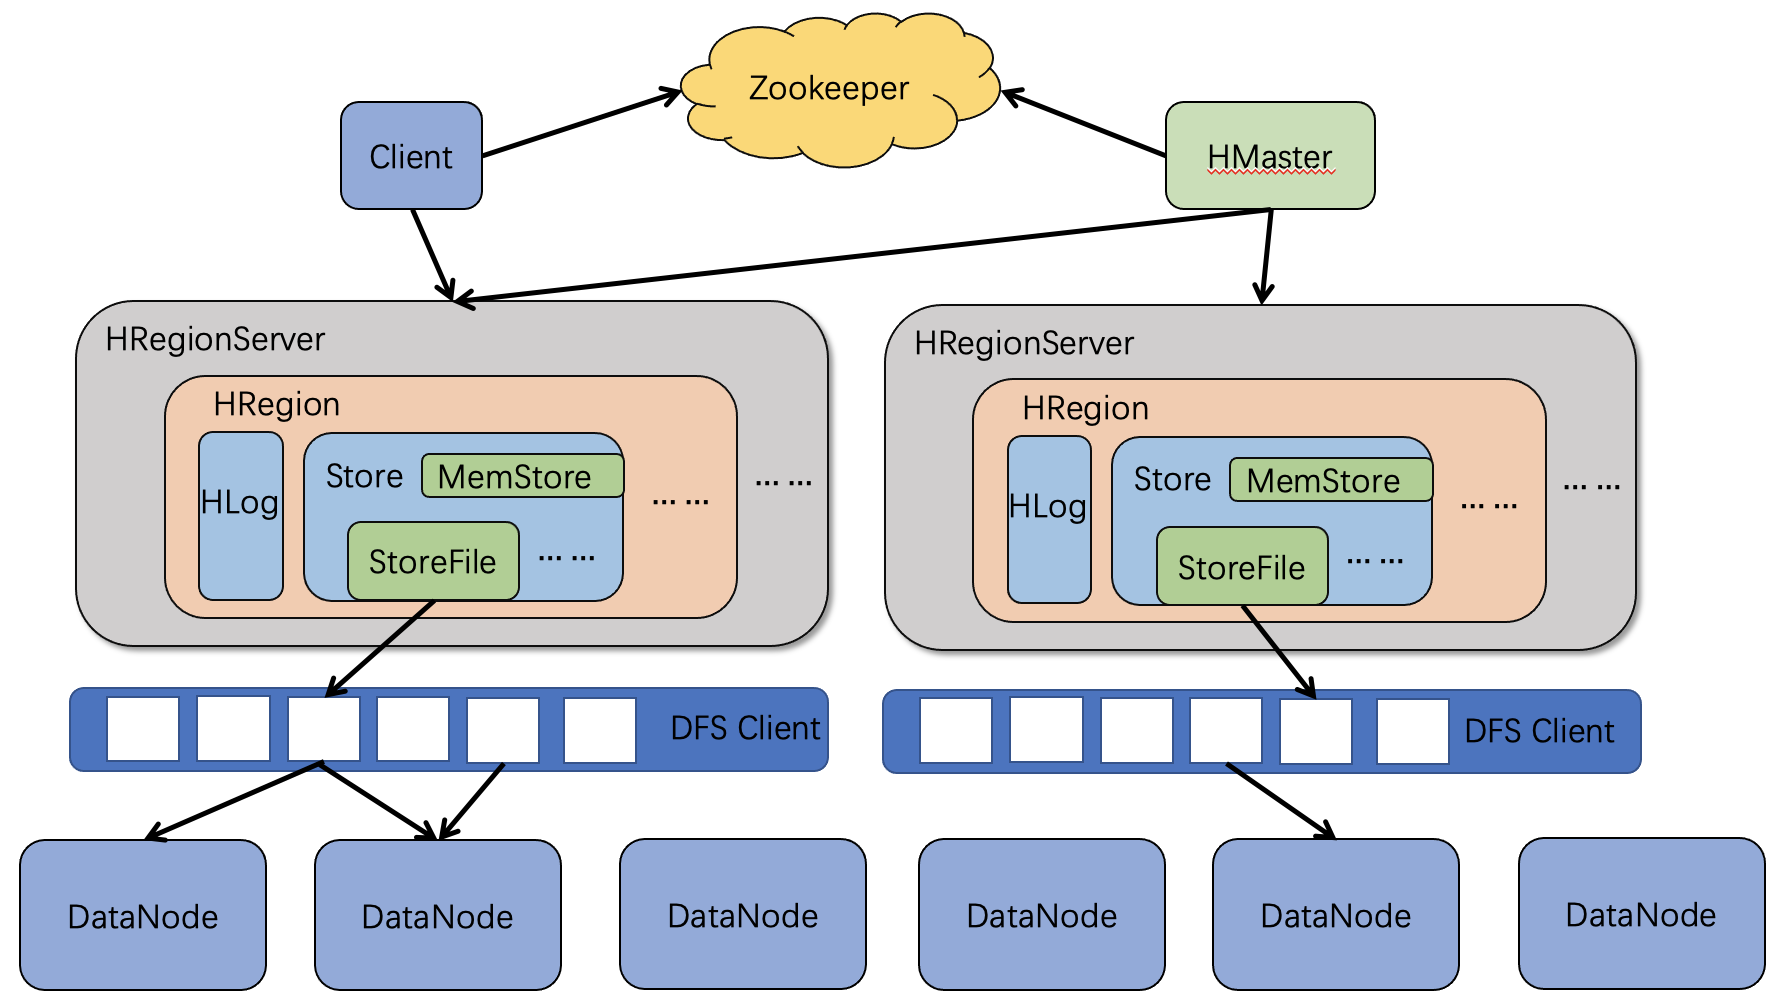 Zookeeper
Client
HMaster
HRegionServer
HRegion
HLog
Store
MemStore
StoreFile
... ...
... ...
... ...
HRegionServer
HRegion
HLog
Store
MemStore
StoreFile
... ...
... ...
... ...
DFS Client
DFS Client
DataNode
DataNode
DataNode
DataNode
DataNode
DataNode